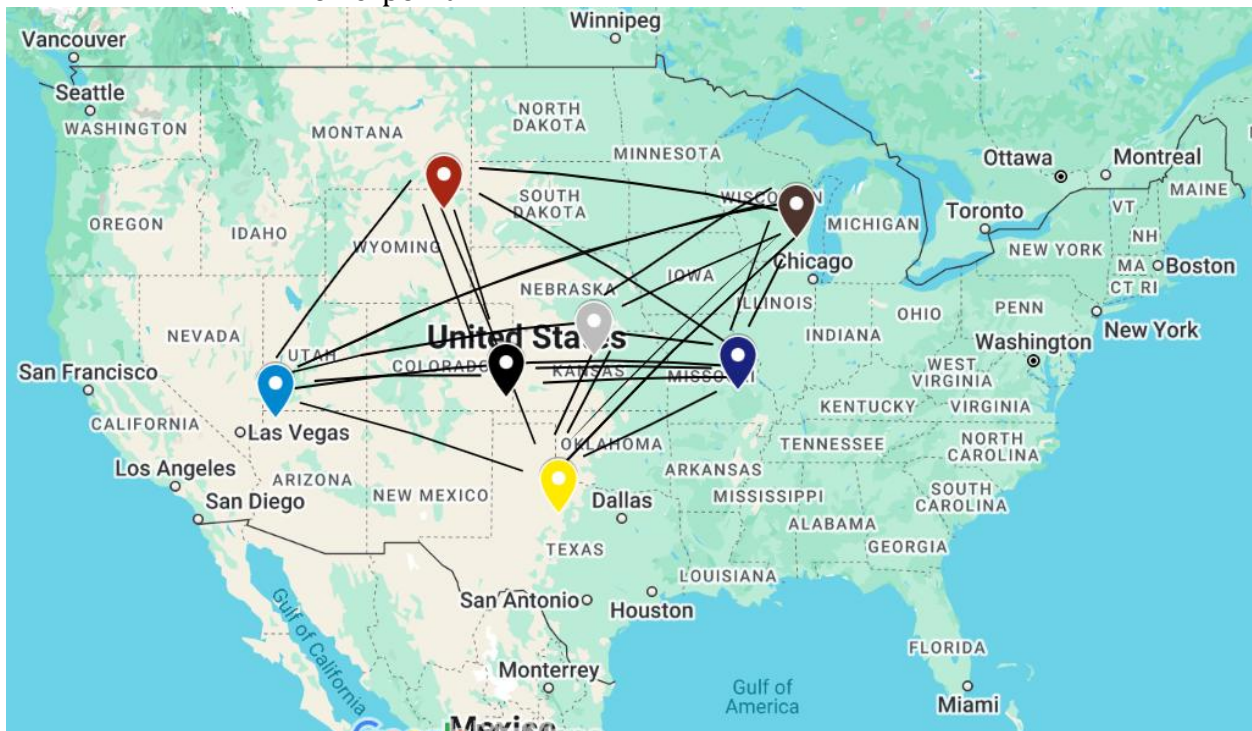 Winnipeg
Vancouver
Seattle
WASHINGTON
MONTANA
NORTH
DAKOTA
MINNESOTA
Ottawa
Montreal
MAINE
OREGON
IDAHO
SOUTH
DAKOTA
MICHIGAN
Toronto
VT
NH
WYOMING
NEW YORK
MA
Boston
CT RI
Chicago
IOWA
NEBRASKA
ILLINOIS
PENN
OHIO
New York
NEVADA
UTAH
United States
INDIANA
Washington
San Francisco
KANSAS
WEST
VIRGINIA
CALIFORNIA
KENTUCKY
VIRGINIA
Las Vegas
OKLAHOMA
TENNESSEE
NORTH
CAROLINA
Los Angeles
ARIZONA
NEW MEXICO
ARKANSAS
San Diego
Dallas
MISSISSIPPI
SOUTH
CAROLINA
ALABAMA
TEXAS
GEORGIA
LOUISIANA
San Antonio
Houston
Gulf of California
FLORIDA
Monterrey
Gulf of
America
Miami
Mexico